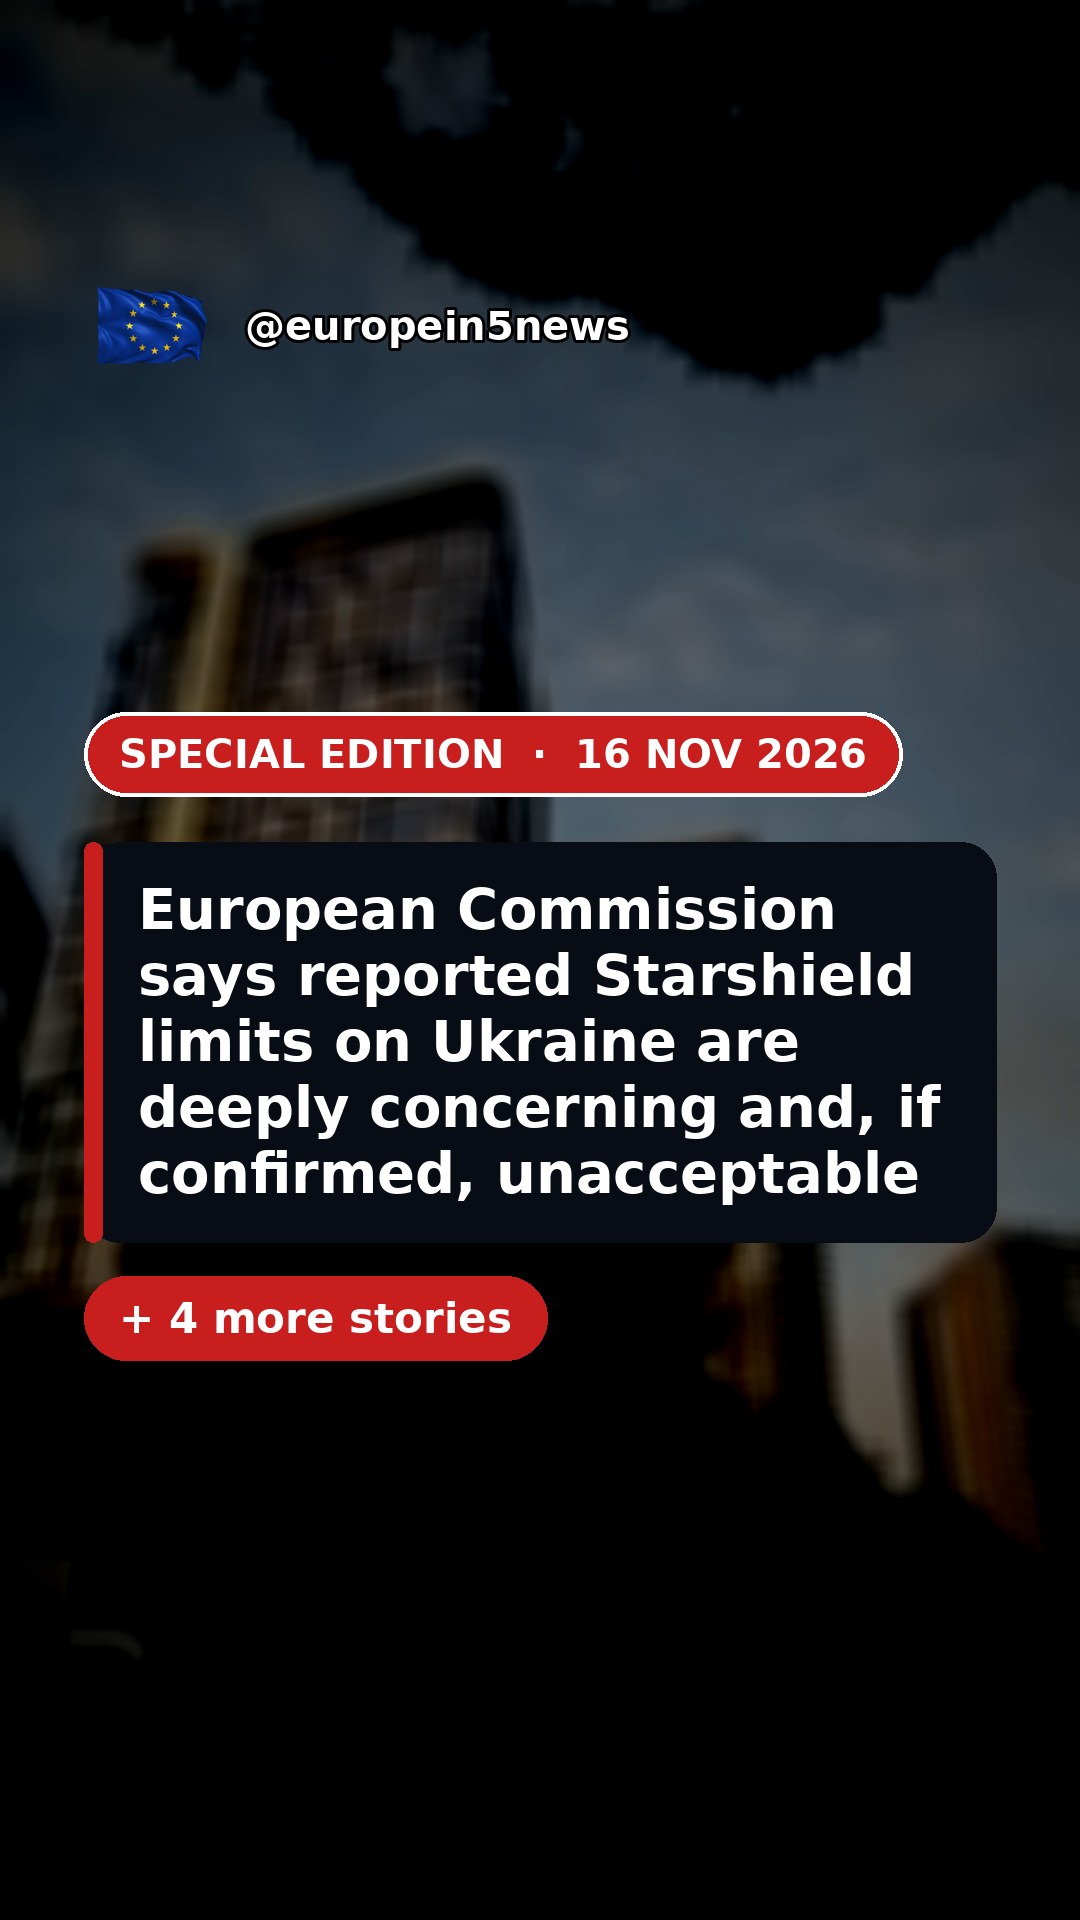 @europein5news
SPECIAL EDITION · 16 NOV 2026
European Commission
says reported Starshield
limits on Ukraine are
deeply concerning and, if
confirmed, unacceptable
+ 4 more stories